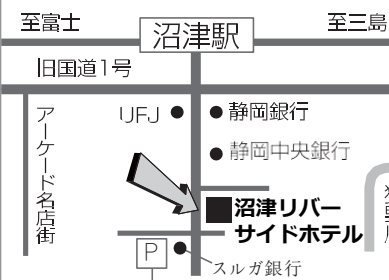 至富士
沼津駅
至三島
旧国道1号
アーケード名店街
UFJ
静岡銀行
静岡中央銀行
沼津リバー
サイドホテル
P
スルガ銀行